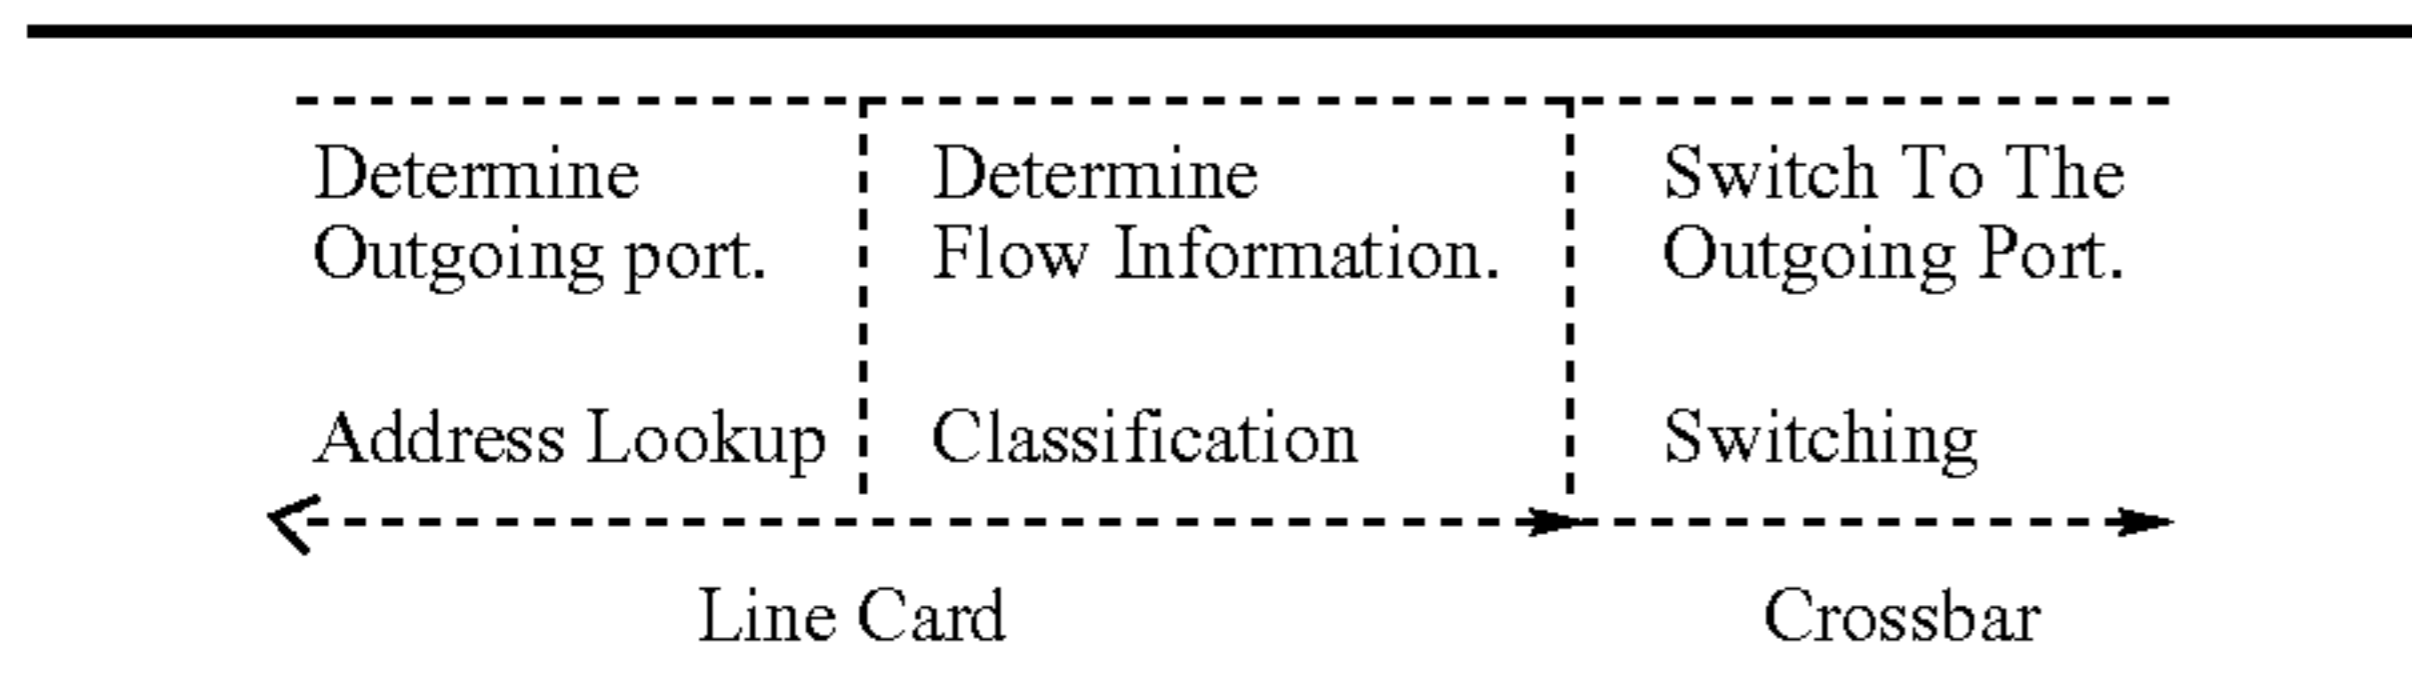 Determine
Outgoing port.
Address Lookup
Determine
Flow Information.
Classification
Switch To The
Outgoing Port.
Switching
Line Card
Crossbar